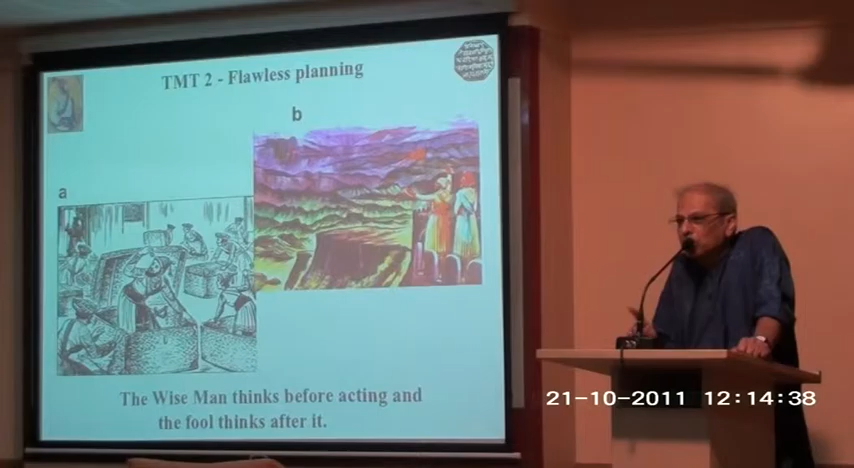 TMT 2 - Flawless planning
b
a
The Wise Man thinks before acting and
the fool thinks after it.
21-10-2011 12:14:38